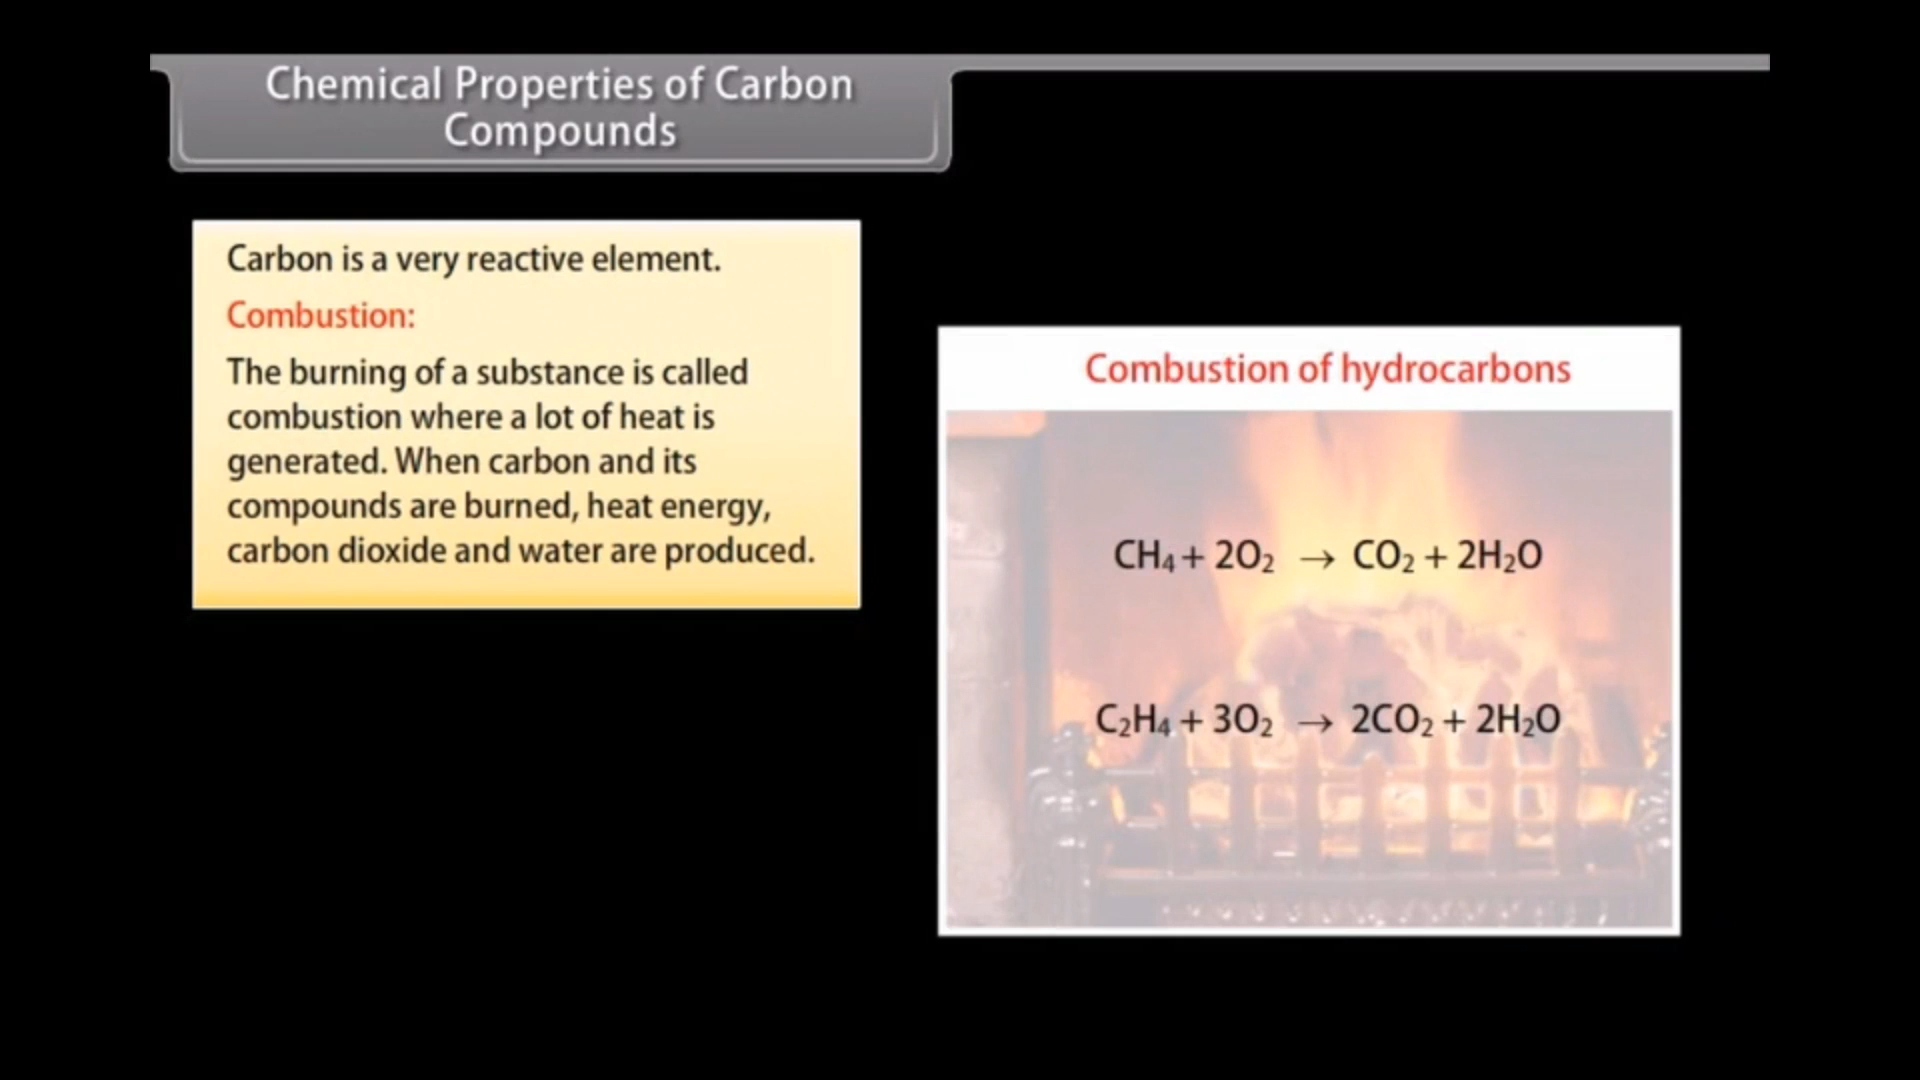 Chemical Properties of Carbon
Compounds
Carbon is a very reactive element.
Combustion:
The burning of a substance is called
combustion where a lot of heat is
generated. When carbon and its
compounds are burned, heat energy,
carbon dioxide and water are produced.
Combustion of hydrocarbons
CH₄ + 2O₂ → CO₂ + 2H₂O
C₂H₄ + 3O₂ → 2CO₂ + 2H₂O